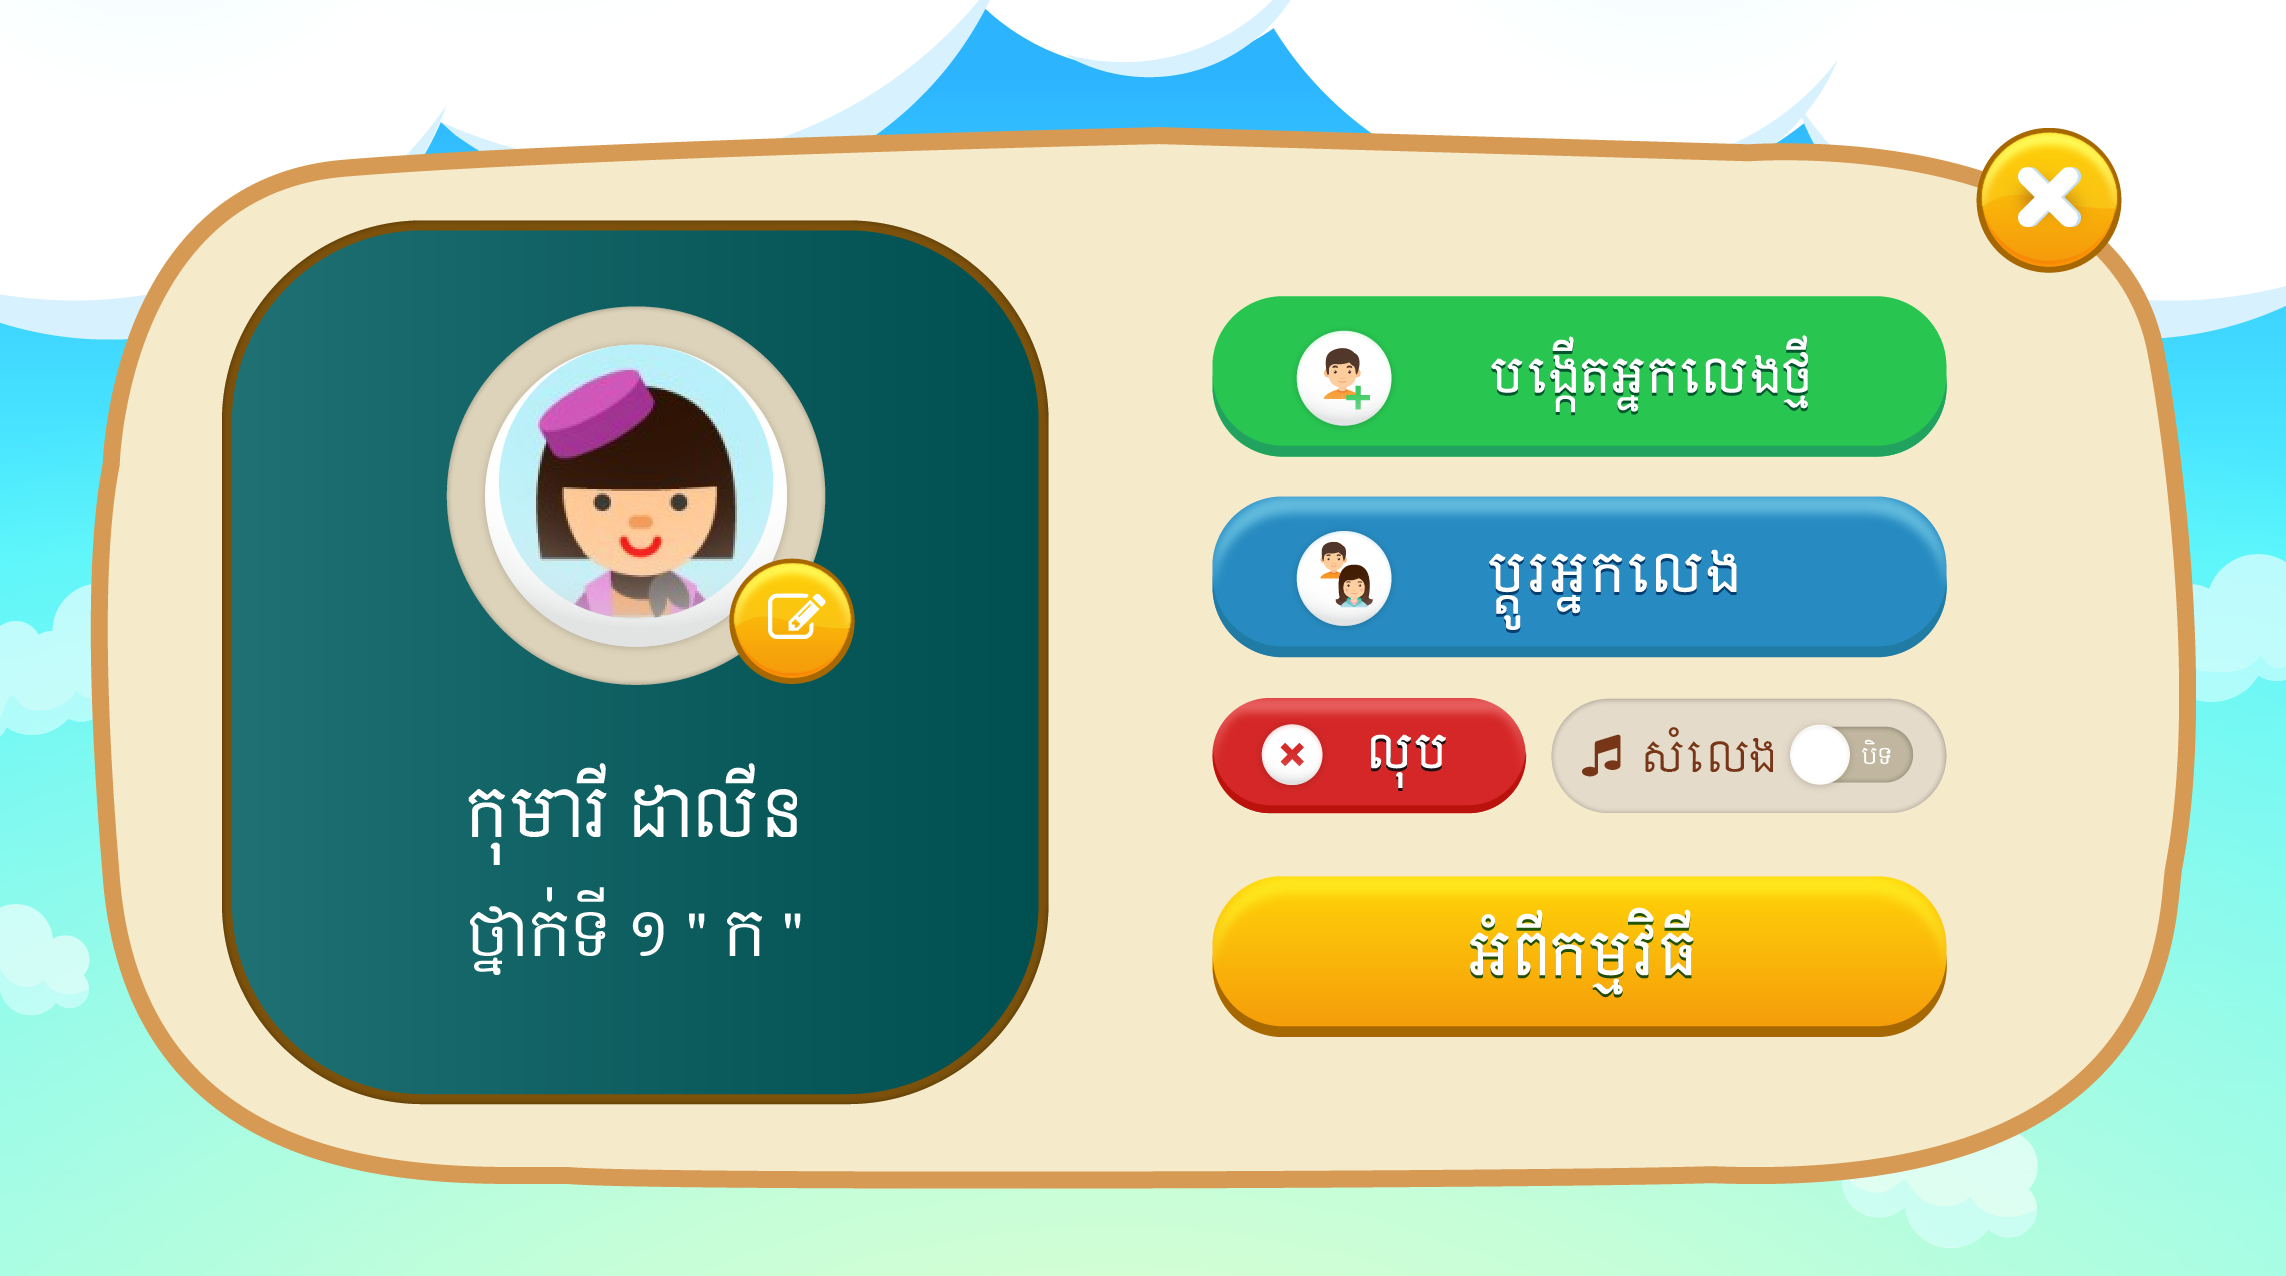 កុមារី ដាលីន
ថ្នាក់ទី ១ " ក "
បង្កើតអ្នកលេងថ្មី
ប្តូរអ្នកលេង
លុប
សំលេង
បិទ
អំពីកម្មវិធី